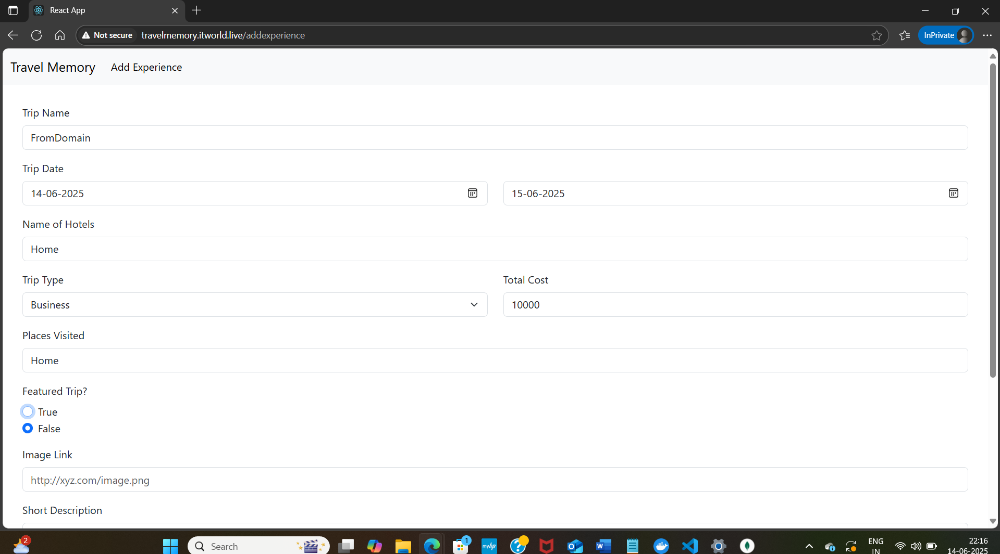 React App
Not secure travelmemory.itworld.live/addexperience InPrivate
Travel Memory Add Experience
Trip Name
FromDomain
Trip Date
14-06-2025 15-06-2025
Name of Hotels
Home
Trip Type Total Cost
Business 10000
Places Visited
Home
Featured Trip?
True
False
Image Link
http://xyz.com/image.png
Short Description
2 Search 1 myhp ENG 22:16
IN 14-06-2025